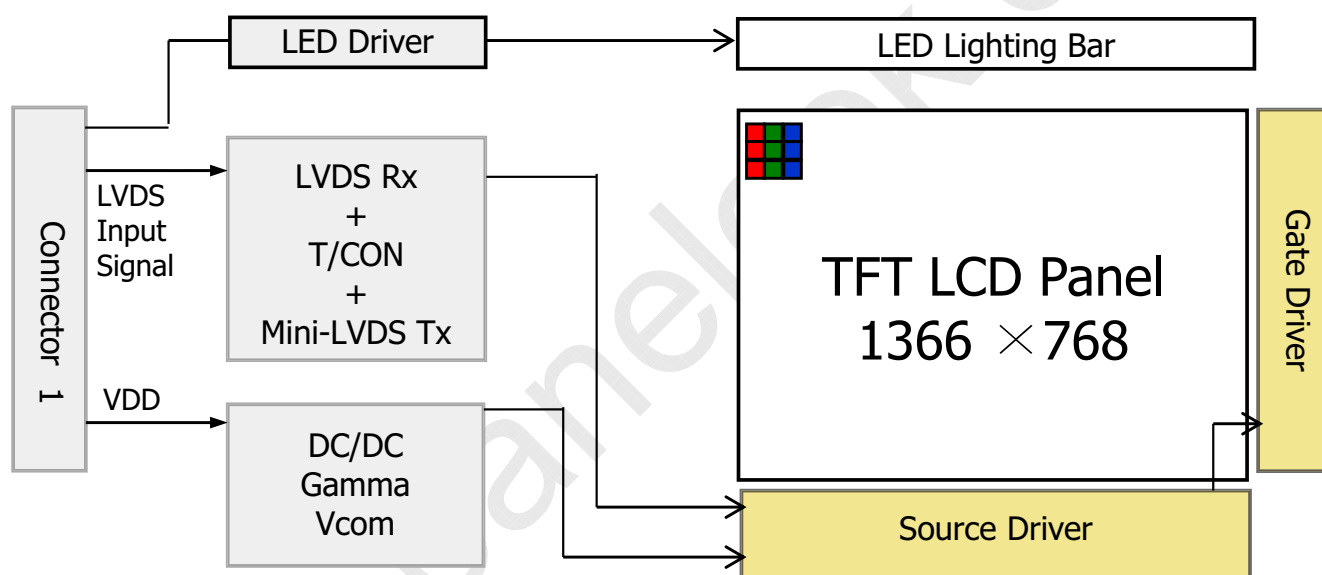 LED Driver
LED Lighting Bar
Connector 1
LVDS
Input
Signal
LVDS Rx
+
T/CON
+
Mini-LVDS Tx
TFT LCD Panel
1366 ×768
Gate Driver
VDD
DC/DC
Gamma
Vcom
Source Driver